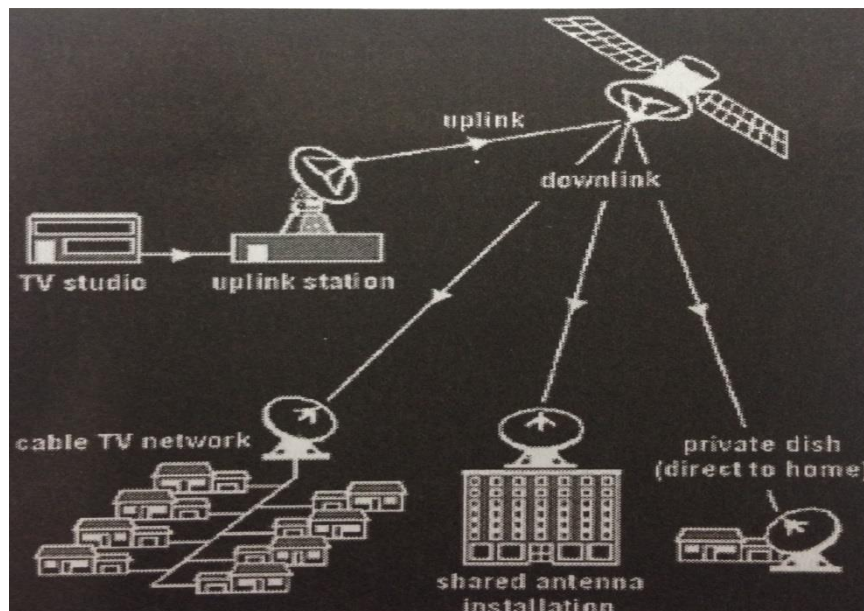 uplink
downlink
TV studio
uplink station
cable TV network
private dish
(direct to home)
shared antenna
installation